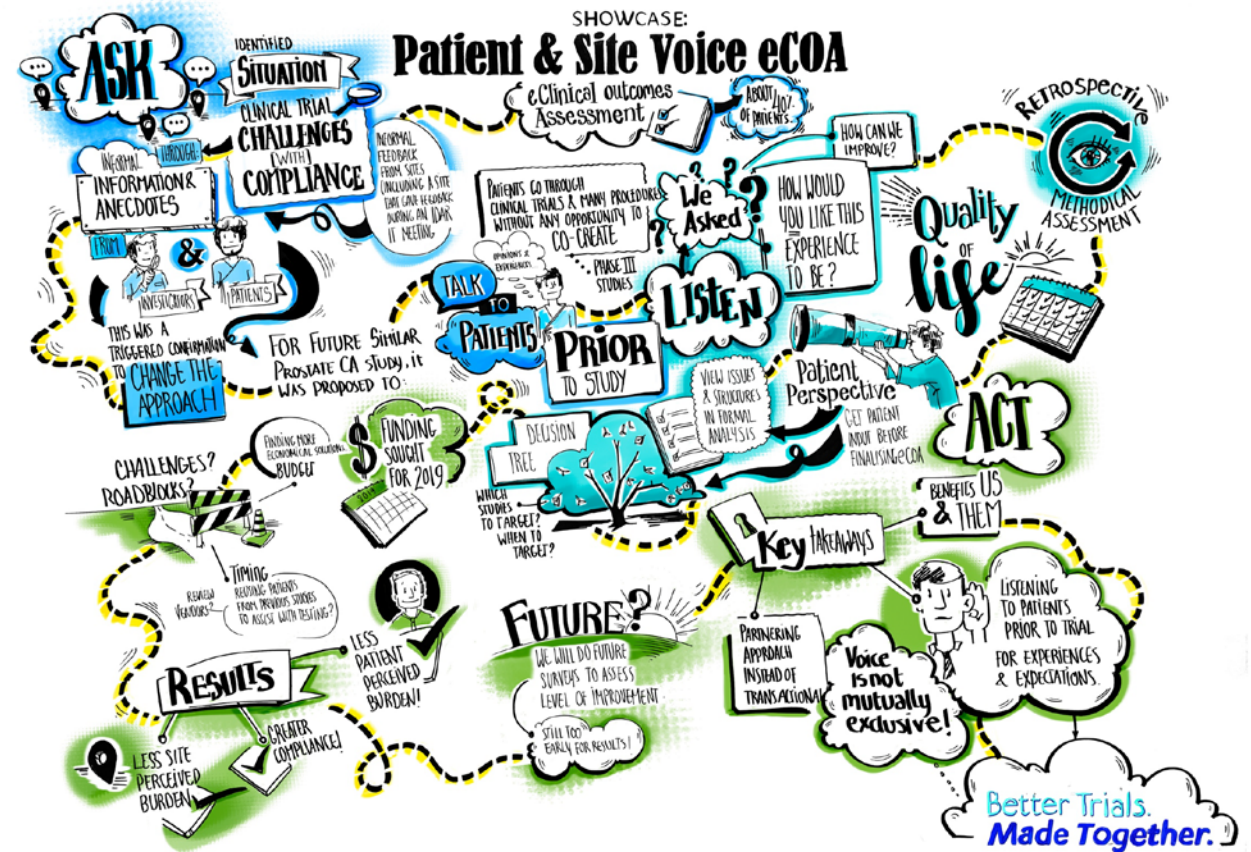 SHOWCASE:
Patient & Site Voice eCOA
eClinical outcomes
Assessment
ABOUT
40%
OF PATIENTS.
ASK
IDENTIFIED
SITUATION
CLINICAL TRIAL
CHALLENGES
(WITH)
COMPLIANCE
THROUGH:
INFORMAL
INFORMATION &
ANECDOTES
FROM
&
INVESTIGATORS
PATIENTS
INFORMAL
FEEDBACK
FROM SITES
(INCLUDING A SITE
THAT GAVE FEEDBACK
DURING AN
MEETING
THIS WAS A
TRIGGERED CONFIRMATION
TO
CHANGE THE
APPROACH
FOR FUTURE SIMILAR
PROSTATE CA STUDY, it
WAS PROPOSED TO:
TALK
TO
PATIENTS
PRIOR
TO STUDY
OPINIONS &
EXPERIENCES
PATIENTS GO THROUGH
CLINICAL TRIALS & MANY PROCEDURES
WITHOUT ANY OPPORTUNITY TO
CO-CREATE
PHASE III
STUDIES
We
Asked
? ? ? ?
LISTEN
HOW CAN WE
IMPROVE?
HOW WOULD
YOU LIKE THIS
EXPERIENCE
TO BE?
RETROSPECTIVE
METHODICAL
ASSESSMENT
Quality
OF
life
Patient
Perspective
GET PATIENT
INPUT BEFORE
FINALISING eCOA
VIEW ISSUES
& STRUCTURES
IN FORMAL
ANALYSIS
DECISION
TREE
WHICH
STUDIES
TO TARGET?
WHEN TO
TARGET?
ACT
CHALLENGES?
ROADBLOCKS?
FINDING MORE
ECONOMICAL SOLUTIONS
BUDGET
$
FUNDING
SOUGHT
FOR 2019
2019
TIMING
REVIEW
VENDORS?
REUSING PATIENTS
FROM PREVIOUS STUDIES
TO ASSIST WITH TESTING?
RESULTS
LESS
PATIENT
PERCEIVED
BURDEN!
GREATER
COMPLIANCE!
LESS SITE
PERCEIVED
BURDEN
FUTURE?
WE WILL DO FUTURE
SURVEYS TO ASSESS
LEVEL OF IMPROVEMENT
STILL TOO
EARLY FOR RESULTS!
Key TAKEAWAYS
BENEFITS US
& THEM
PARTNERING
APPROACH
INSTEAD OF
TRANSACTIONAL
Voice
is not
mutually
exclusive!
LISTENING
TO PATIENTS
PRIOR TO TRIAL
FOR EXPERIENCES
& EXPECTATIONS.
Better Trials.
Made Together.